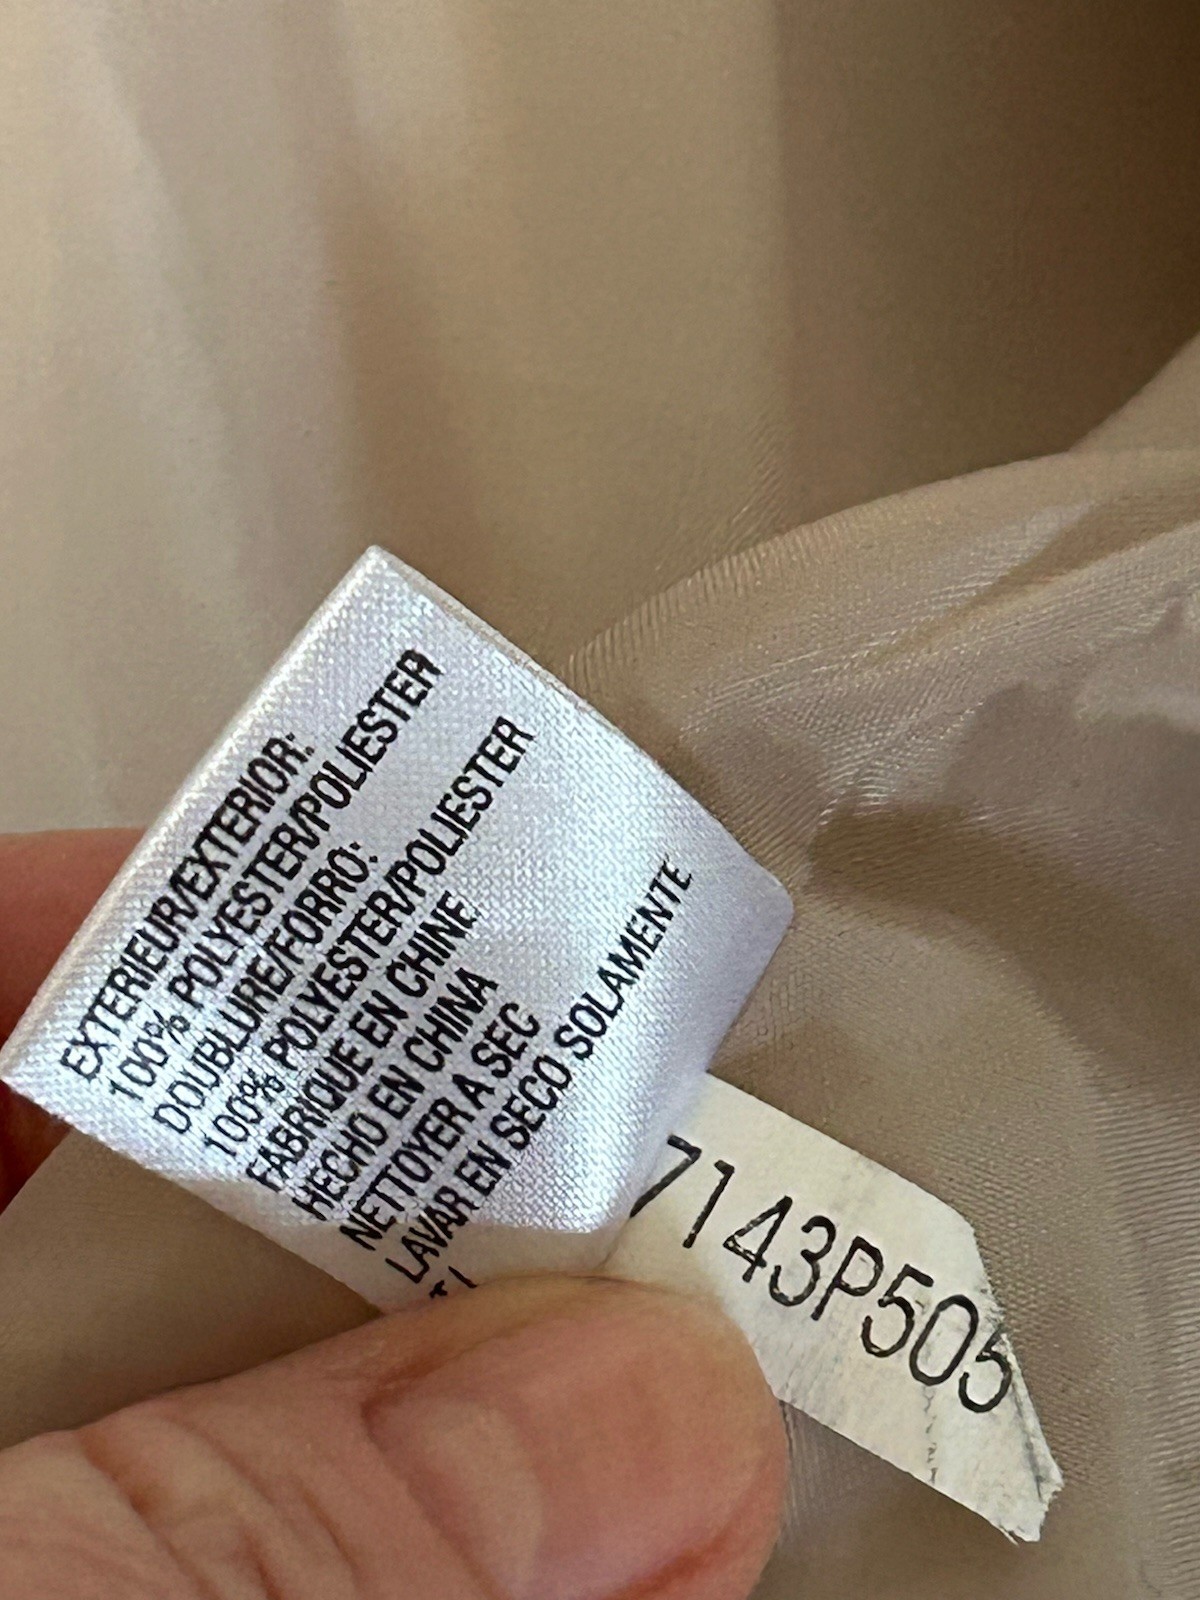 EXTERIEUR/EXTERIOR:
100% POLYESTER/POLIESTER
DOUBLURE/FORRO:
100% POLYESTER/POLIESTER
FABRIQUE EN CHINE
HECHO EN CHINA
NETTOYER A SEC
LAVAR EN SECO SOLAMENTE
7143P505